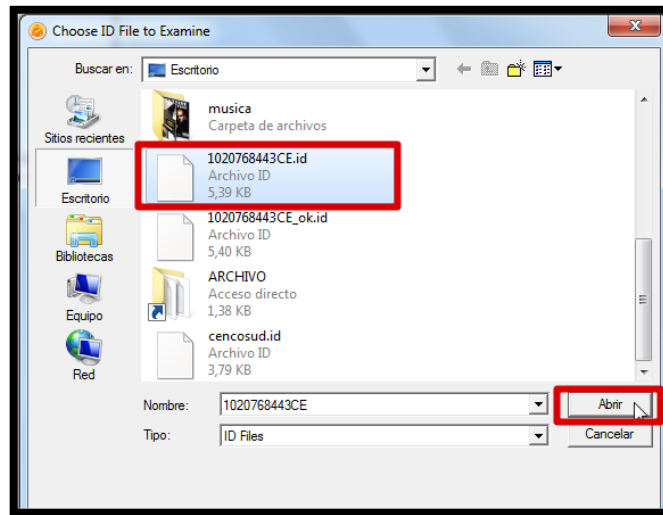 Choose ID File to Examine
Buscar en: Escritorio
Sitios recientes
Escritorio
Bibliotecas
Equipo
Red
musica
Carpeta de archivos
1020768443CE.id
Archivo ID
5,39 KB
1020768443CE_ok.id
Archivo ID
5,40 KB
ARCHIVO
Acceso directo
1,38 KB
cencosud.id
Archivo ID
3,79 KB
Nombre: 1020768443CE Abrir
Tipo: ID Files Cancelar